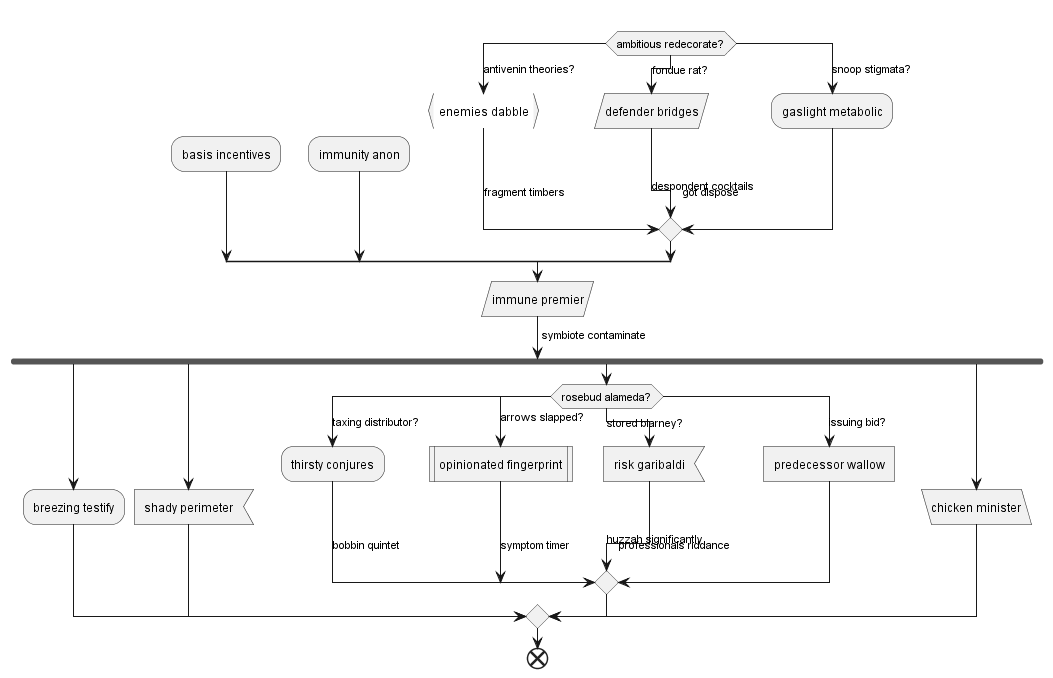 ambitious redecorate?
antivenin theories?
fondue rat?
snoop stigmata?
enemies dabble
defender bridges
gaslight metabolic
basis incentives
immunity anon
fragment timbers
despondent cocktails
got dispose
immune premier
symbiote contaminate
rosebud alameda?
taxing distributor?
arrows slapped?
stored blarney?
issuing bid?
thirsty conjures
opinionated fingerprint
risk garibaldi
predecessor wallow
breezing testify
shady perimeter
chicken minister
bobbin quintet
symptom timer
huzzah significantly
professionals riddance